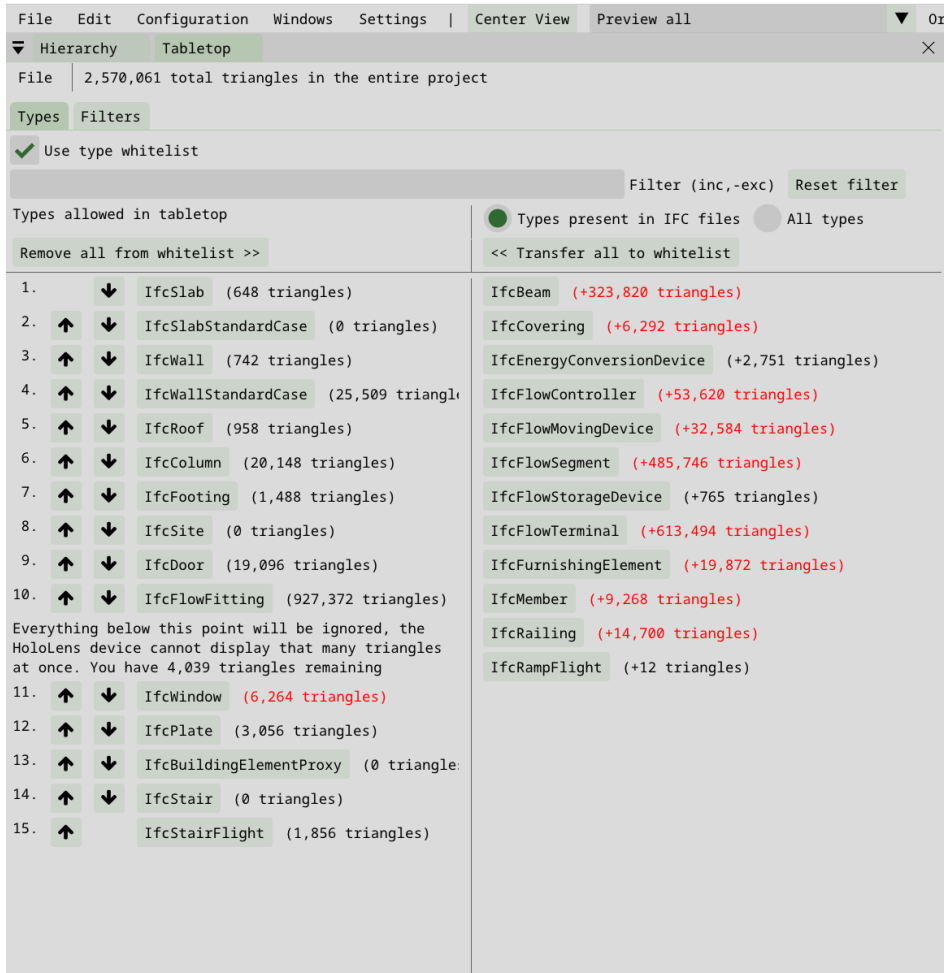 File Edit Configuration Windows Settings | Center View Preview all Or
Hierarchy Tabletop
File 2,570,061 total triangles in the entire project
Types Filters
Use type whitelist
Filter (inc,-exc) Reset filter
Types allowed in tabletop
Types present in IFC files All types
Remove all from whitelist >>
<< Transfer all to whitelist
1. IfcSlab (648 triangles)
2. IfcSlabStandardCase (0 triangles)
3. IfcWall (742 triangles)
4. IfcWallStandardCase (25,509 triangle
5. IfcRoof (958 triangles)
6. IfcColumn (20,148 triangles)
7. IfcFooting (1,488 triangles)
8. IfcSite (0 triangles)
9. IfcDoor (19,096 triangles)
10. IfcFlowFitting (927,372 triangles)
Everything below this point will be ignored, the
HoloLens device cannot display that many triangles
at once. You have 4,039 triangles remaining
11. IfcWindow (6,264 triangles)
12. IfcPlate (3,056 triangles)
13. IfcBuildingElementProxy (0 triangle
14. IfcStair (0 triangles)
15. IfcStairFlight (1,856 triangles)
IfcBeam (+323,820 triangles)
IfcCovering (+6,292 triangles)
IfcEnergyConversionDevice (+2,751 triangles)
IfcFlowController (+53,620 triangles)
IfcFlowMovingDevice (+32,584 triangles)
IfcFlowSegment (+485,746 triangles)
IfcFlowStorageDevice (+765 triangles)
IfcFlowTerminal (+613,494 triangles)
IfcFurnishingElement (+19,872 triangles)
IfcMember (+9,268 triangles)
IfcRailing (+14,700 triangles)
IfcRampFlight (+12 triangles)